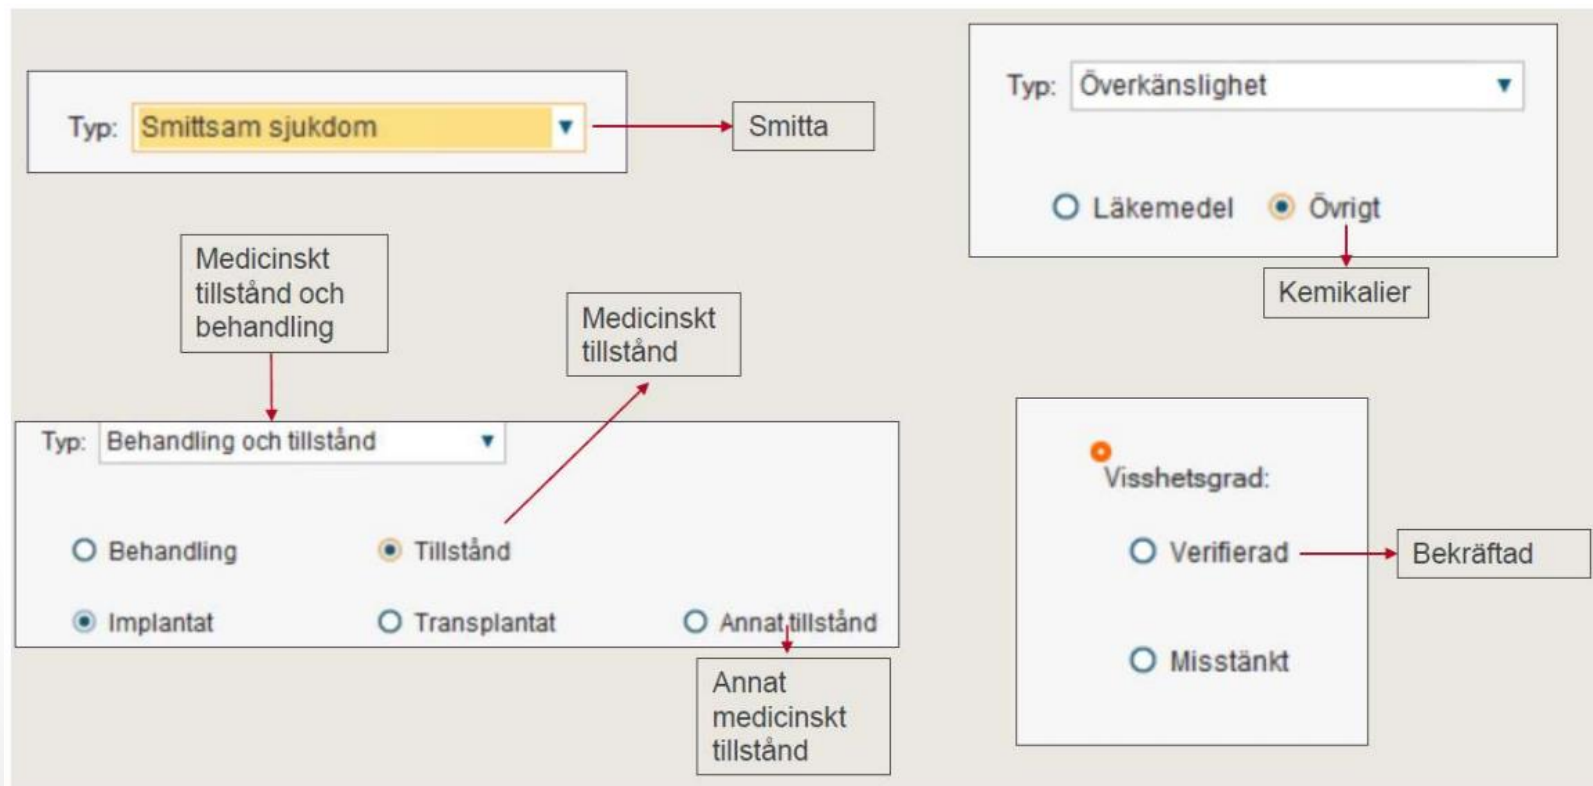 Typ: Smittsam sjukdom
Smitta
Typ: Överkänslighet
Läkemedel Övrigt
Kemikalier
Medicinskt
tillstånd och
behandling
Medicinskt
tillstånd
Typ: Behandling och tillstånd
Behandling Tillstånd
Implantat Transplantat Annat tillstånd
Annat
medicinskt
tillstånd
Visshetsgrad:
Verifierad
Bekräftad
Misstänkt